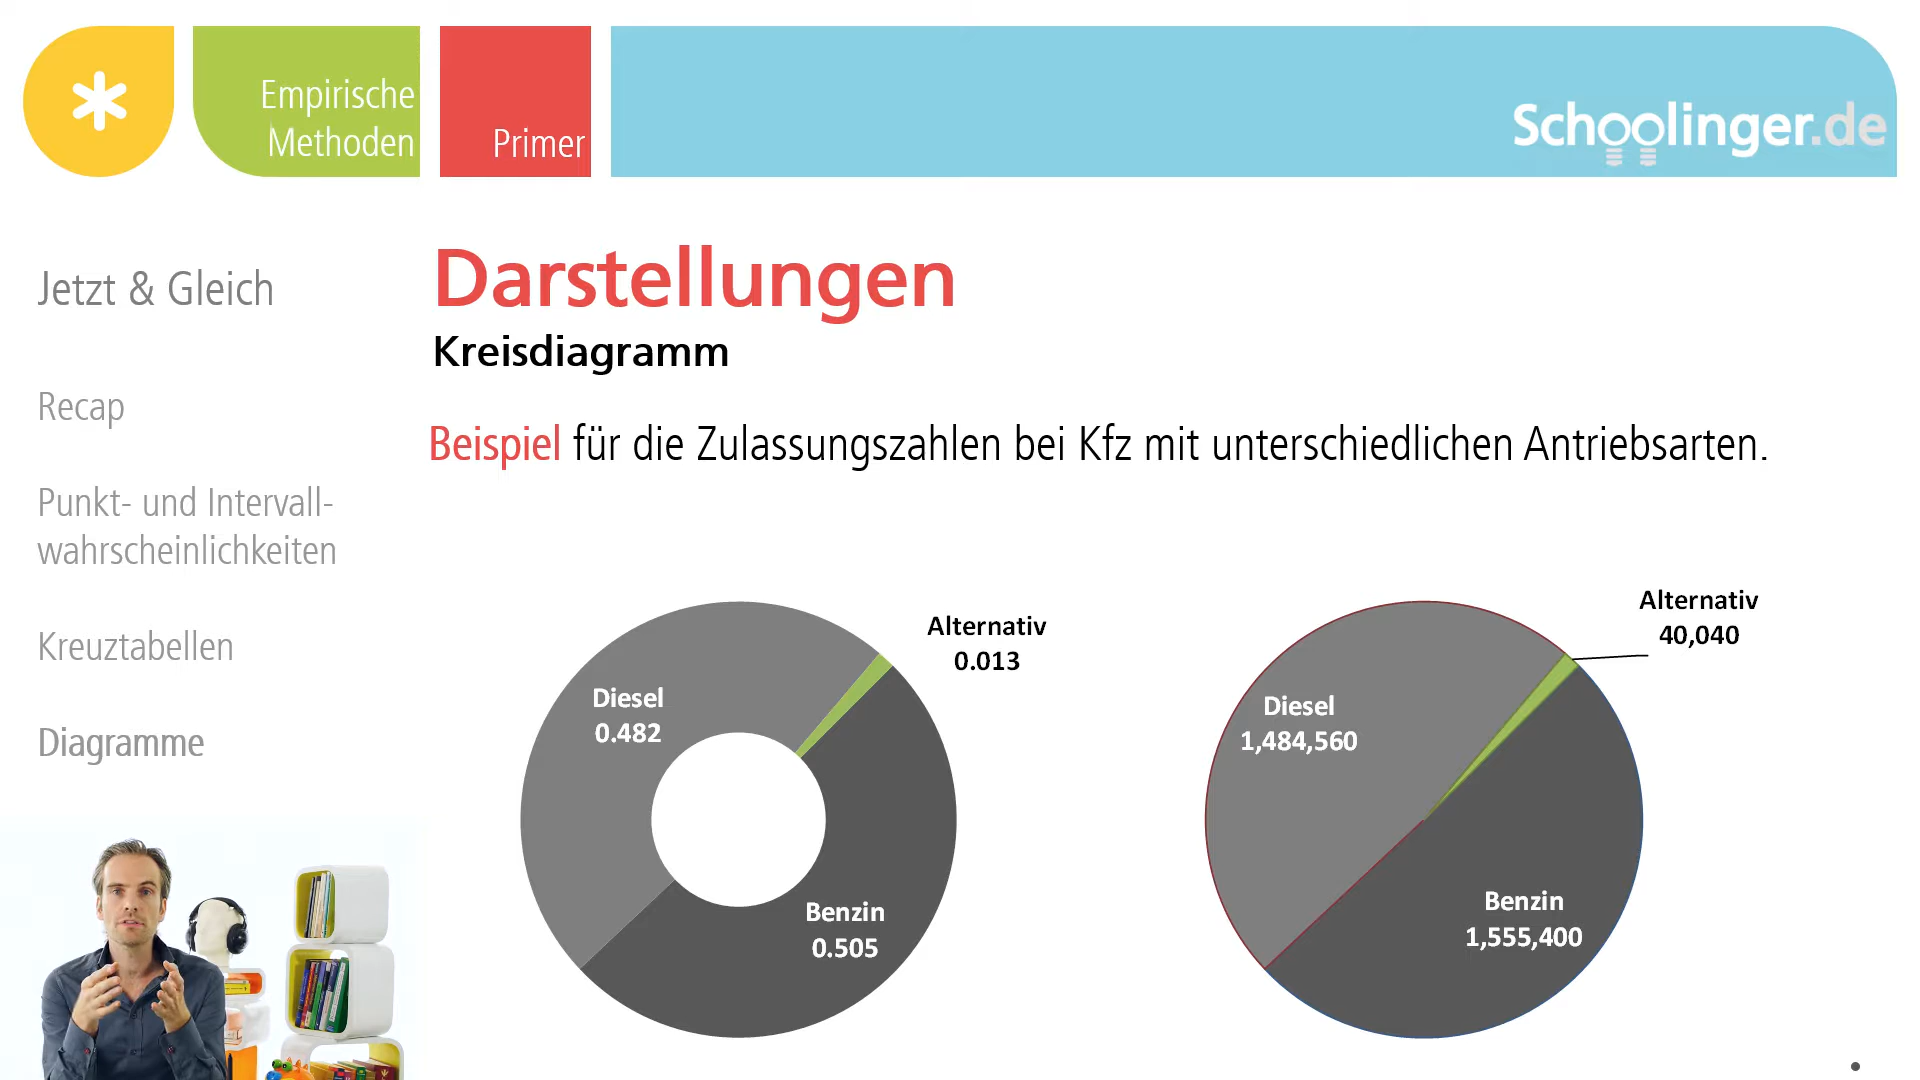 Empirische
Methoden
Primer
Schoolinger.de
Jetzt & Gleich
Recap
Punkt- und Intervall-
wahrscheinlichkeiten
Kreuztabellen
Diagramme
Darstellungen
Kreisdiagramm
Beispiel für die Zulassungszahlen bei Kfz mit unterschiedlichen Antriebsarten.
Alternativ
0.013
Diesel
0.482
Benzin
0.505
Alternativ
40,040
Diesel
1,484,560
Benzin
1,555,400